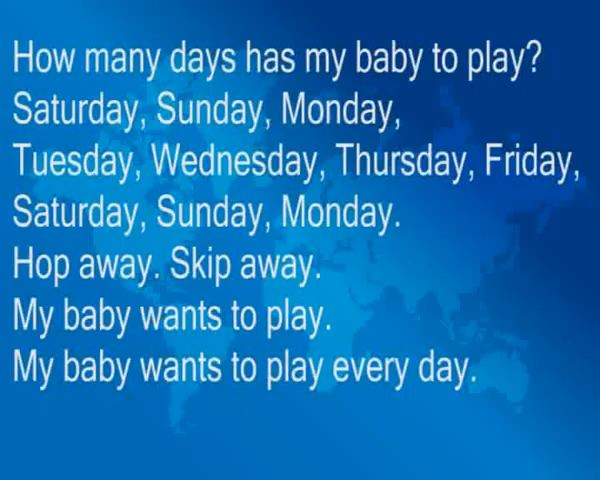 How many days has my baby to play?
Saturday, Sunday, Monday,
Tuesday, Wednesday, Thursday, Friday,
Saturday, Sunday, Monday.
Hop away. Skip away.
My baby wants to play.
My baby wants to play every day.